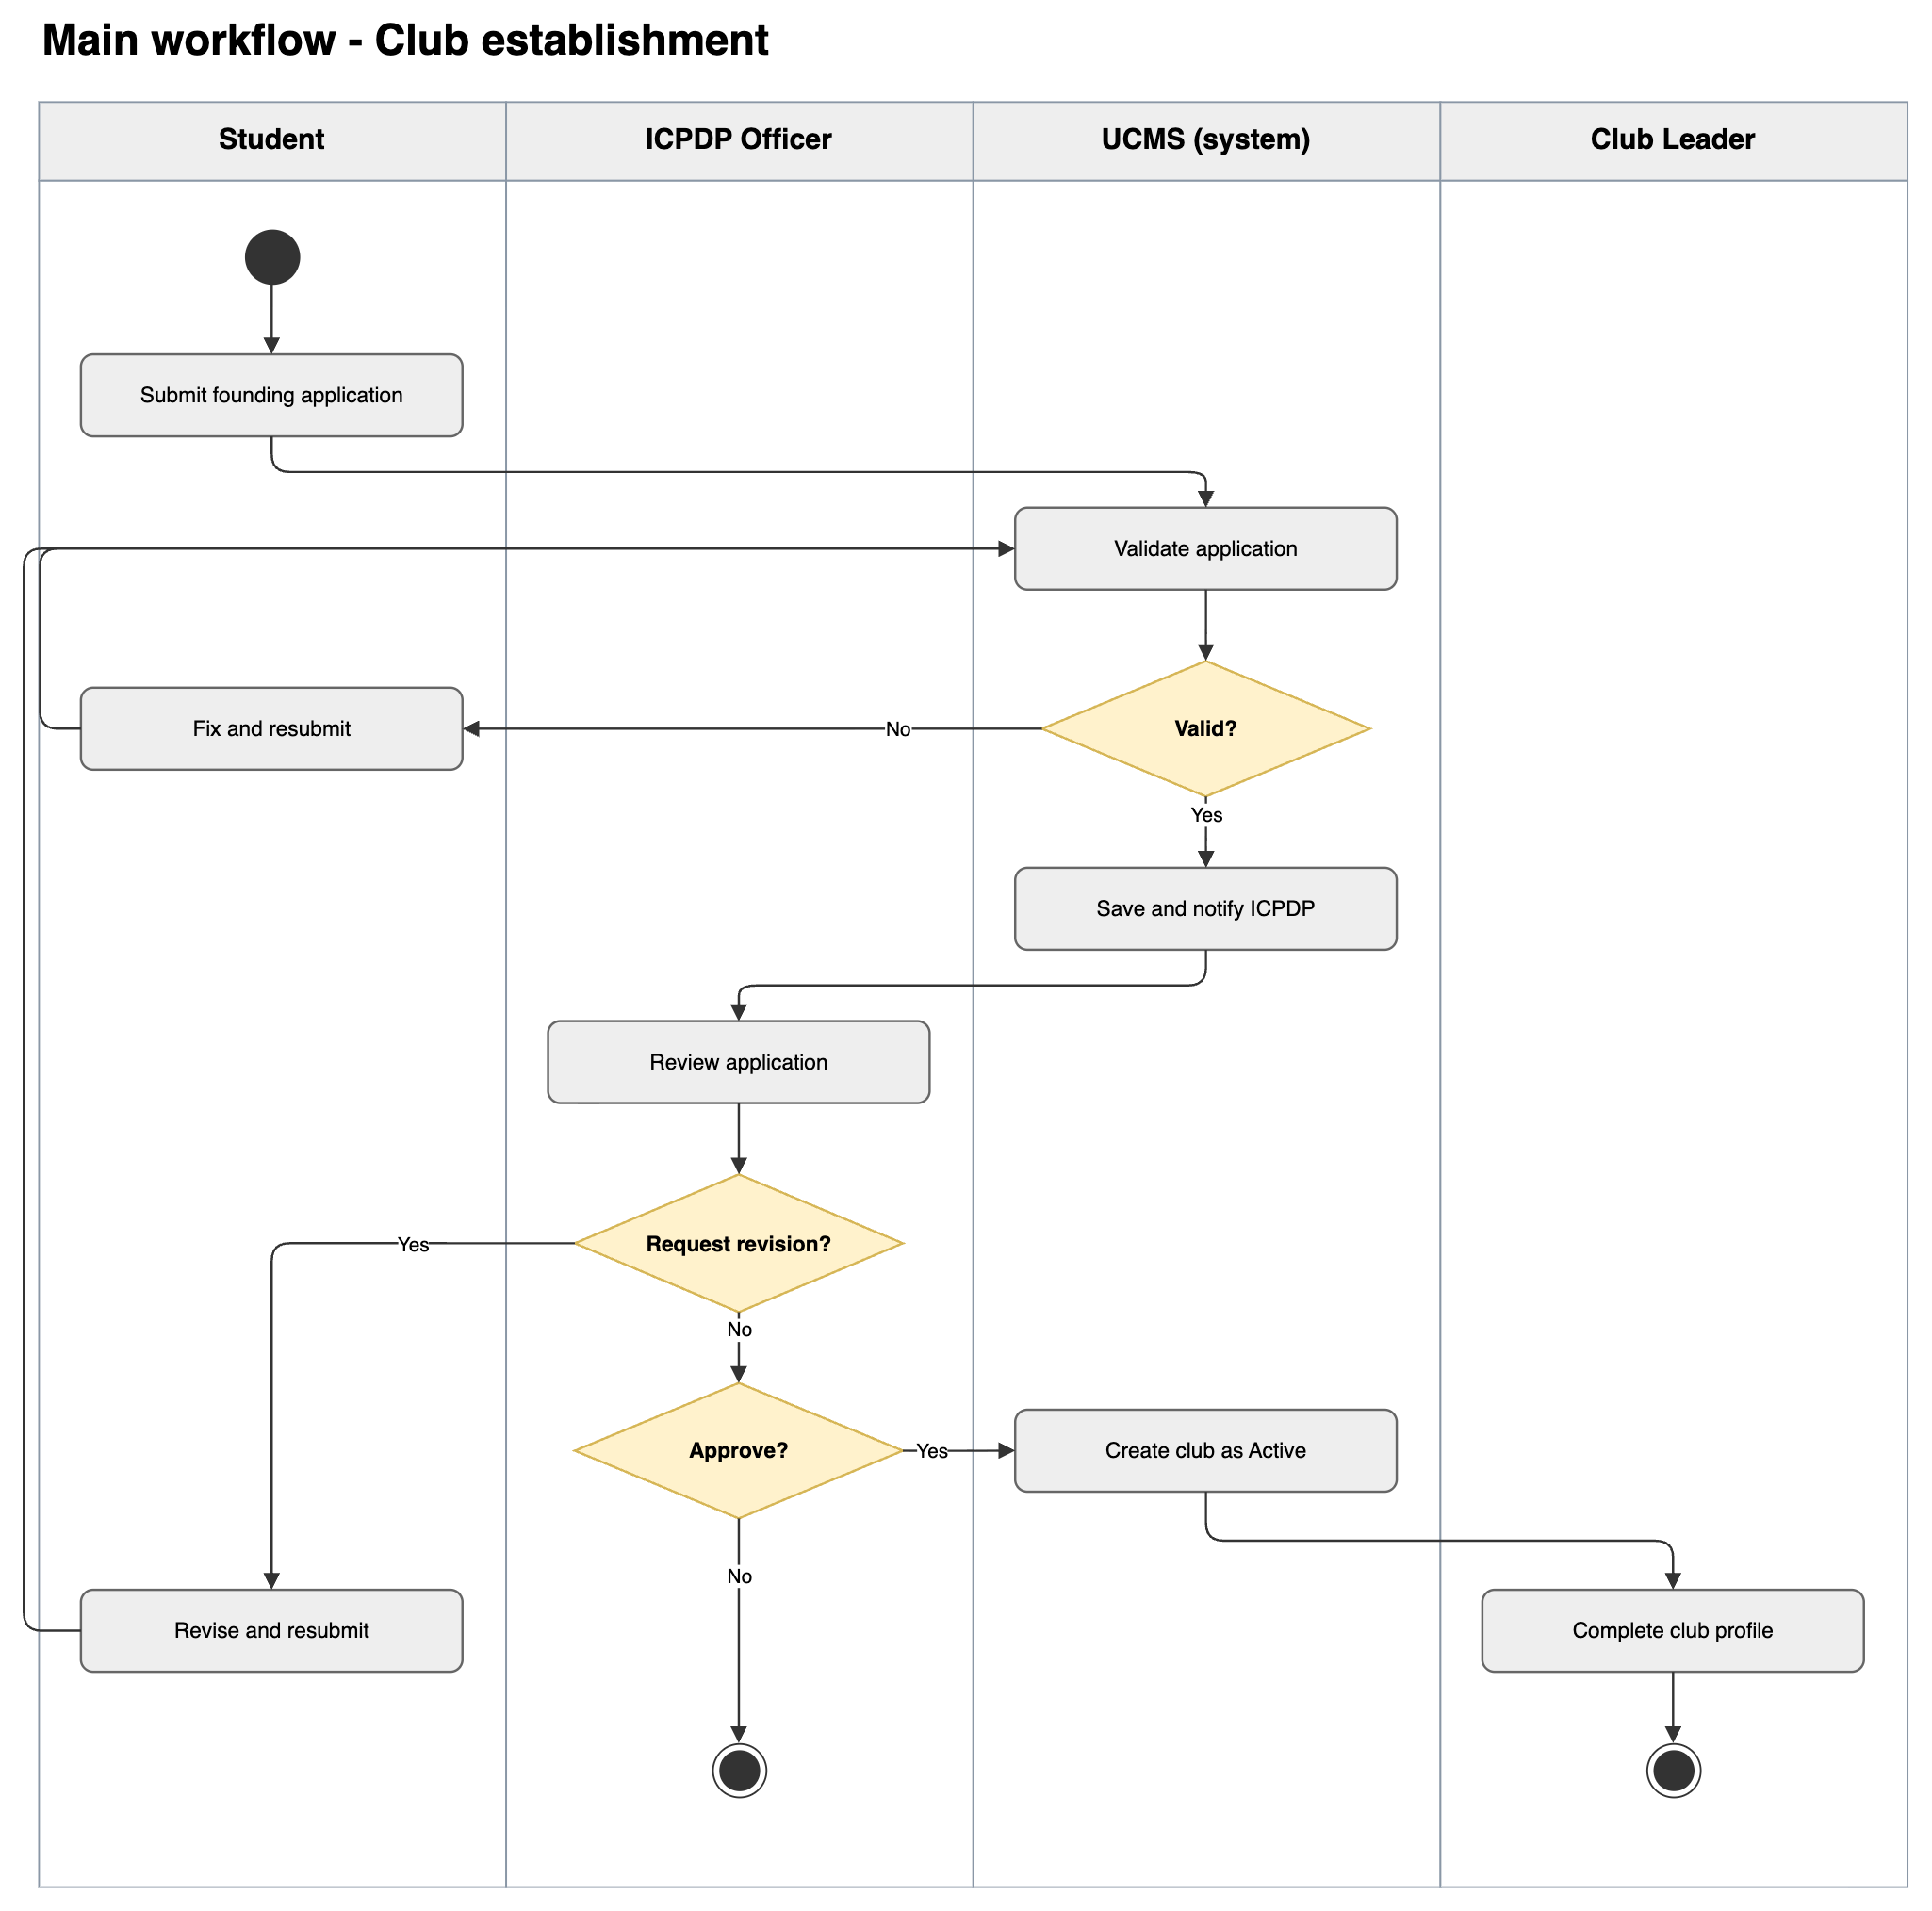 Main workflow - Club establishment
Student
ICPDP Officer
UCMS (system)
Club Leader
Submit founding application
Validate application
Fix and resubmit
No
Valid?
Yes
Save and notify ICPDP
Review application
Yes
Request revision?
No
Approve?
Yes
Create club as Active
No
Revise and resubmit
Complete club profile